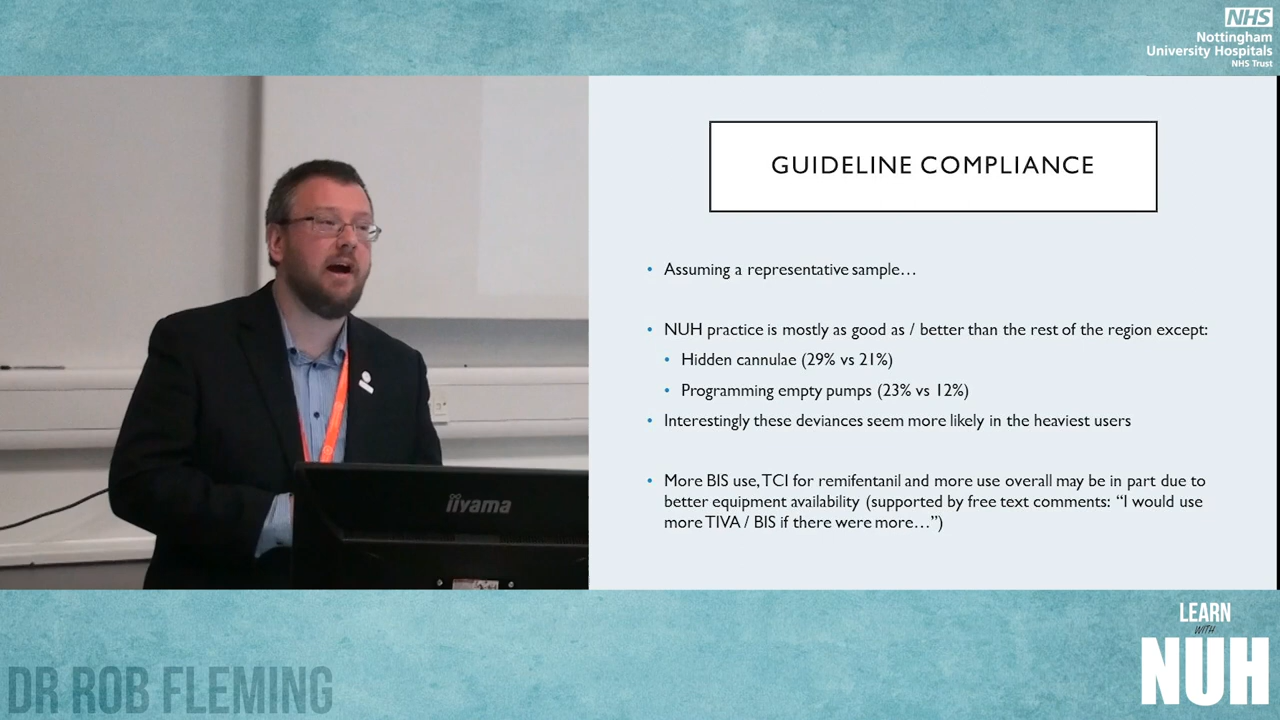 NHS
Nottingham
University Hospitals
NHS Trust
GUIDELINE COMPLIANCE
• Assuming a representative sample…
• NUH practice is mostly as good as / better than the rest of the region except:
• Hidden cannulae (29% vs 21%)
• Programming empty pumps (23% vs 12%)
• Interestingly these deviances seem more likely in the heaviest users
• More BIS use, TCI for remifentanil and more use overall may be in part due to
better equipment availability (supported by free text comments: “I would use
more TIVA / BIS if there were more…”)
iiyama
DR ROB FLEMING
LEARN
WITH
NUH